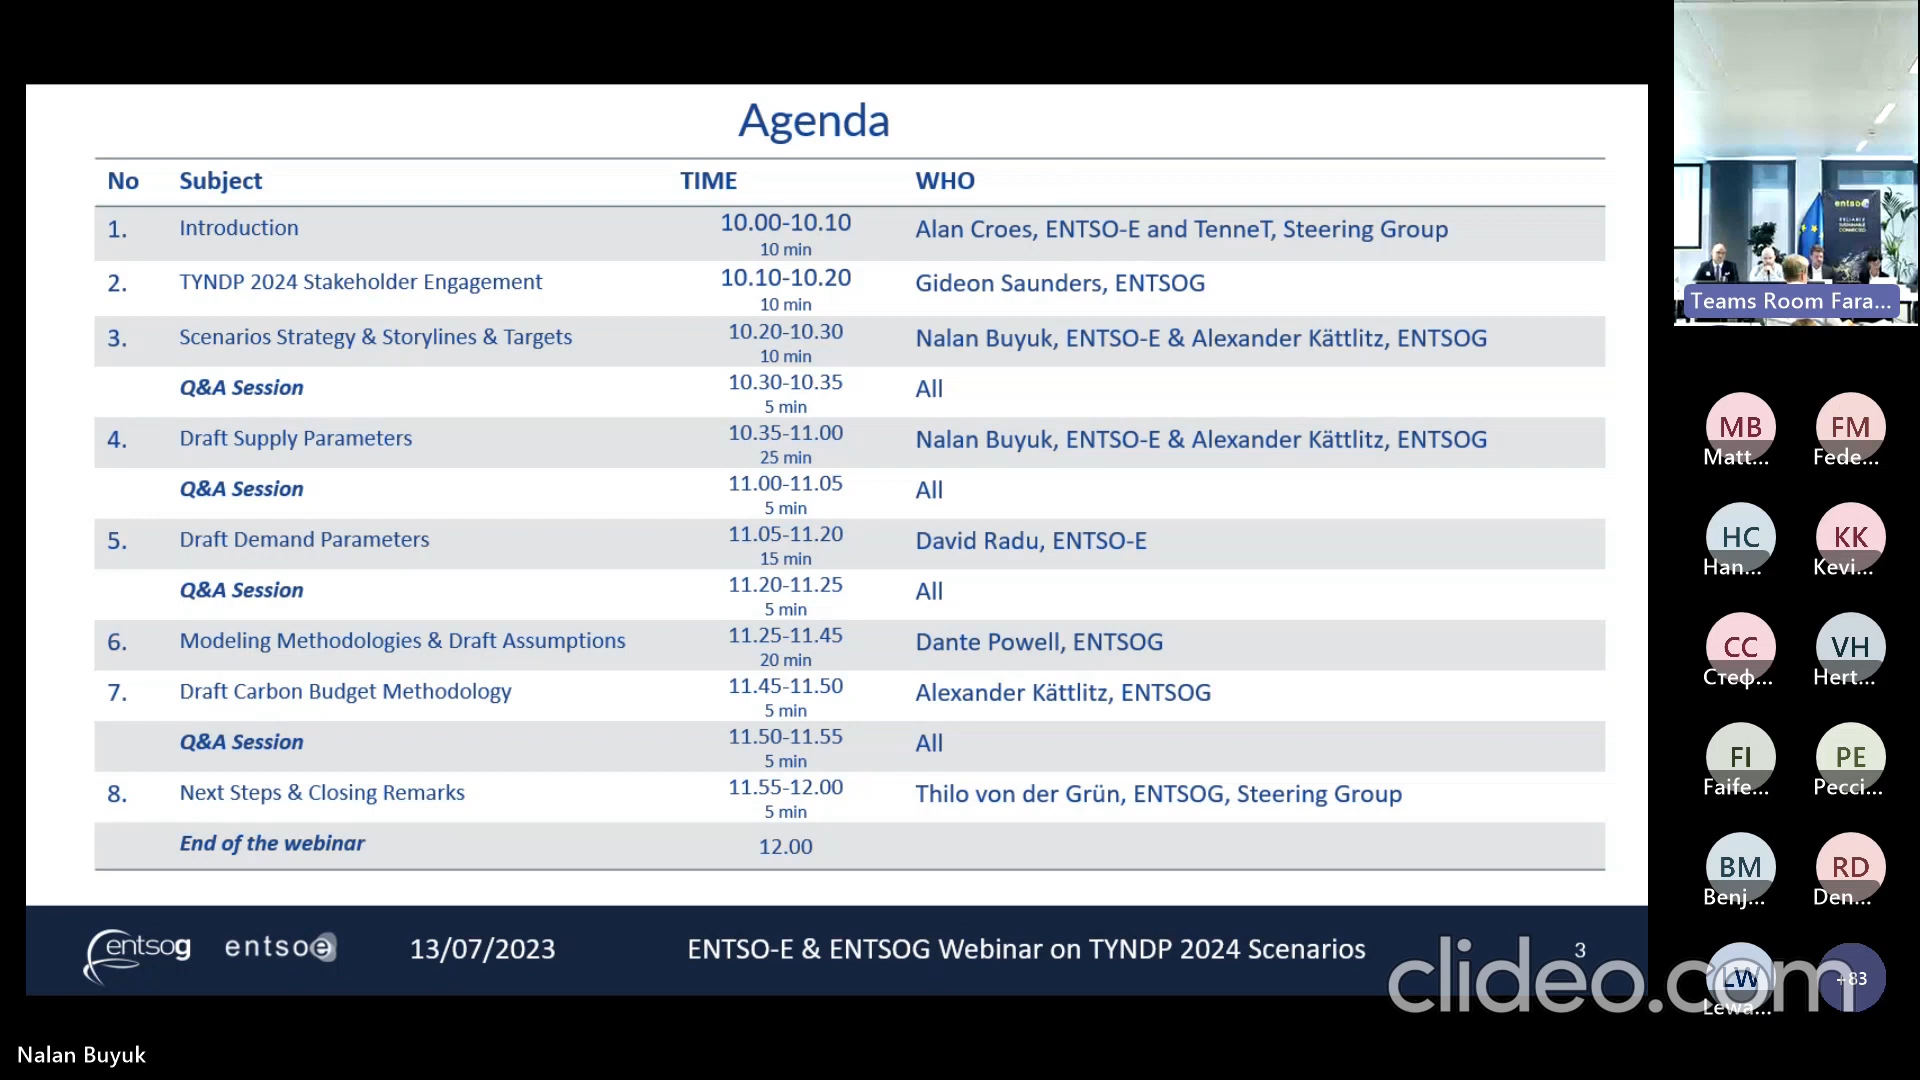 Agenda
No Subject TIME WHO
1. Introduction 10.00-10.10 Alan Croes, ENTSO-E and TenneT, Steering Group
10 min
2. TYNDP 2024 Stakeholder Engagement 10.10-10.20 Gideon Saunders, ENTSOG
10 min
3. Scenarios Strategy & Storylines & Targets 10.20-10.30 Nalan Buyuk, ENTSO-E & Alexander Kättlitz, ENTSOG
10 min
Q&A Session 10.30-10.35 All
5 min
4. Draft Supply Parameters 10.35-11.00 Nalan Buyuk, ENTSO-E & Alexander Kättlitz, ENTSOG
25 min
Q&A Session 11.00-11.05 All
5 min
5. Draft Demand Parameters 11.05-11.20 David Radu, ENTSO-E
15 min
Q&A Session 11.20-11.25 All
5 min
6. Modeling Methodologies & Draft Assumptions 11.25-11.45 Dante Powell, ENTSOG
20 min
7. Draft Carbon Budget Methodology 11.45-11.50 Alexander Kättlitz, ENTSOG
5 min
Q&A Session 11.50-11.55 All
5 min
8. Next Steps & Closing Remarks 11.55-12.00 Thilo von der Grün, ENTSOG, Steering Group
5 min
End of the webinar 12.00
entsog entsoe 13/07/2023 ENTSO-E & ENTSOG Webinar on TYNDP 2024 Scenarios 3
entsoe
RELIABLE
SUSTAINABLE
CONNECTED
Teams Room Fara...
MB FM
Matt... Fede...
HC KK
Han... Kevi...
CC VH
Стеф... Hert...
FI PE
Faife... Pecci...
BM RD
Benj... Den...
LW +83
Lewa...
clideo.com
Nalan Buyuk